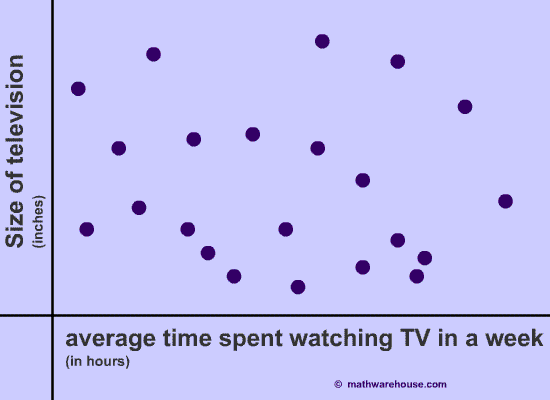 Size of television
(inches)
average time spent watching TV in a week
(in hours)
© mathwarehouse.com